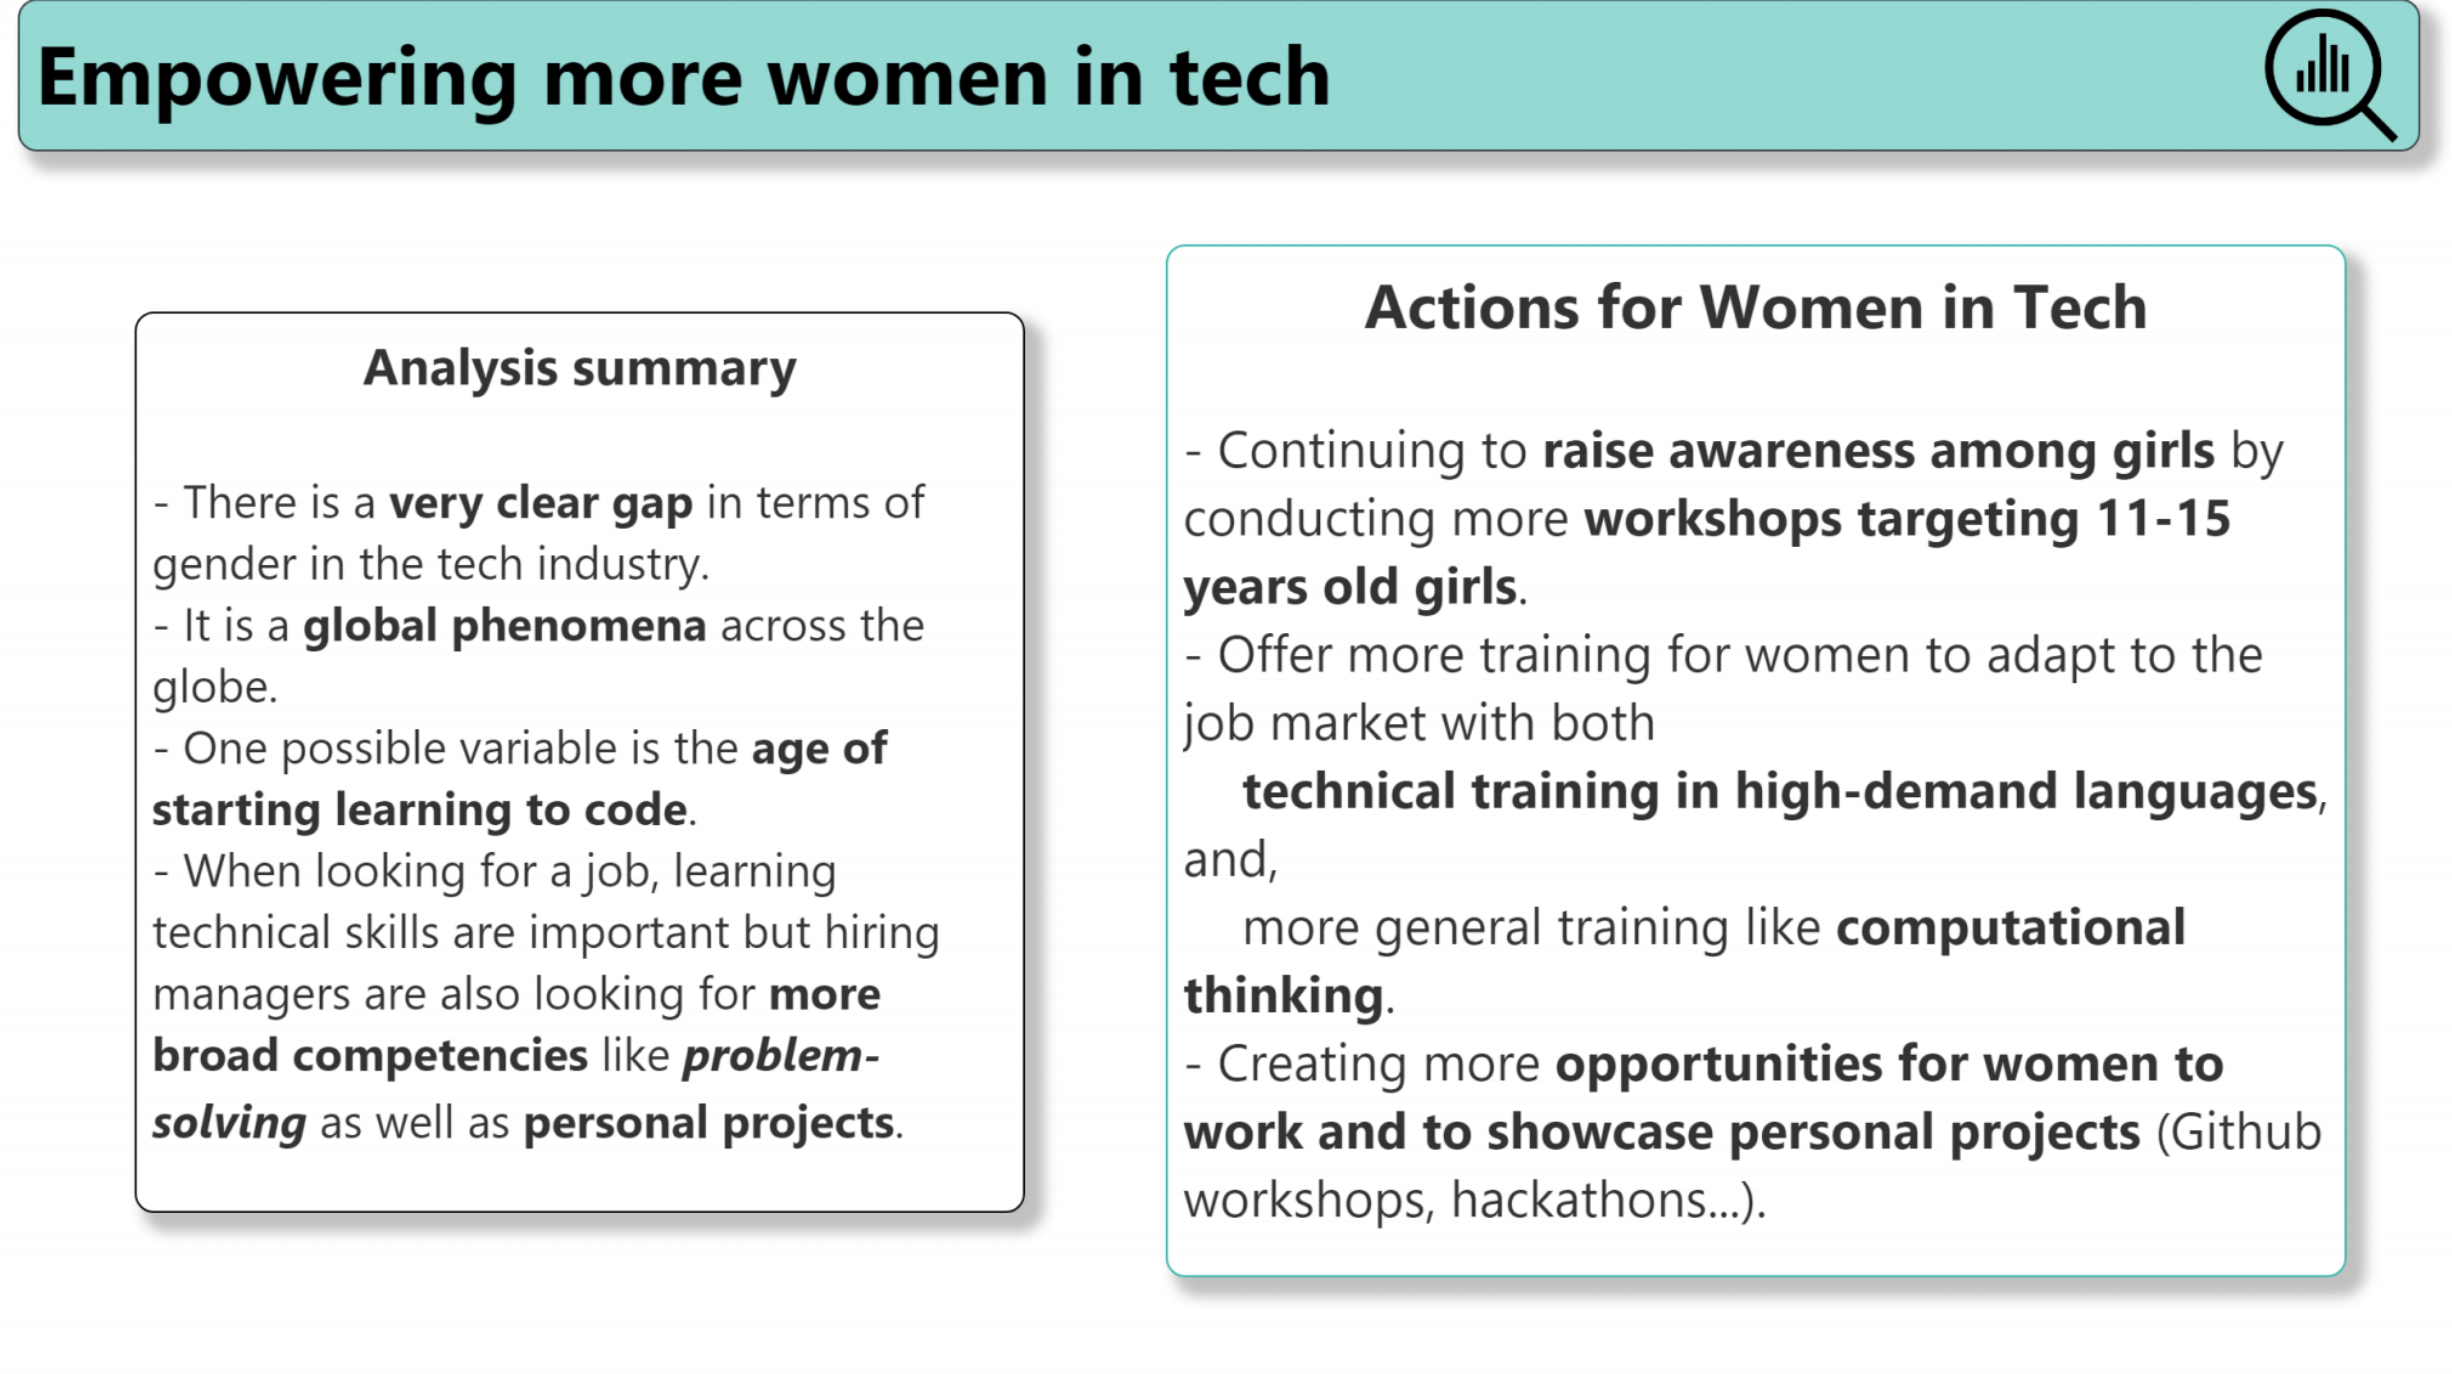 Empowering more women in tech
Analysis summary
- There is a very clear gap in terms of
gender in the tech industry.
- It is a global phenomena across the
globe.
- One possible variable is the age of
starting learning to code.
- When looking for a job, learning
technical skills are important but hiring
managers are also looking for more
broad competencies like problem-
solving as well as personal projects.
Actions for Women in Tech
- Continuing to raise awareness among girls by
conducting more workshops targeting 11-15
years old girls.
- Offer more training for women to adapt to the
job market with both
technical training in high-demand languages,
and,
more general training like computational
thinking.
- Creating more opportunities for women to
work and to showcase personal projects (Github
workshops, hackathons...).